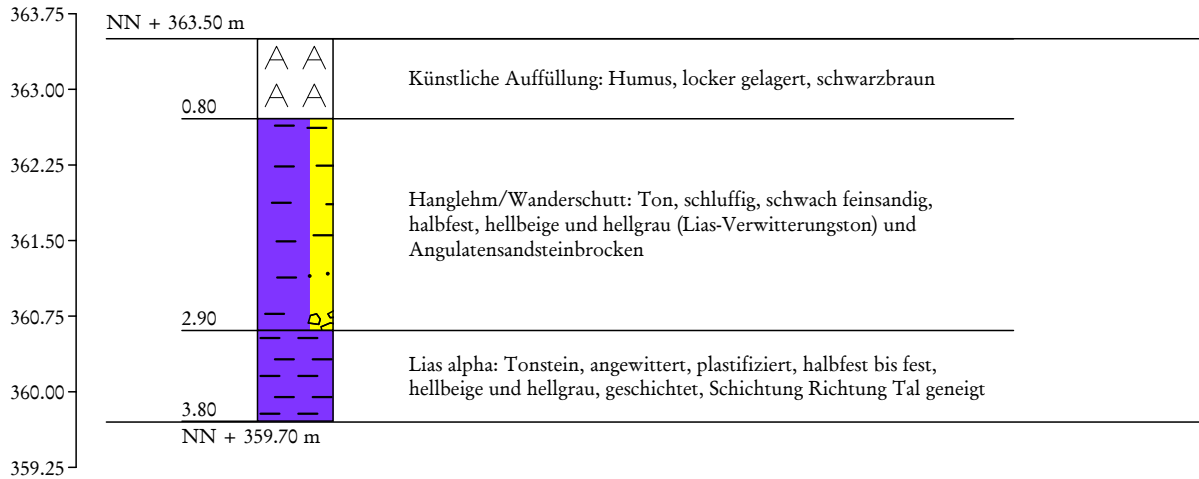 363.75
NN + 363.50 m
Künstliche Auffüllung: Humus, locker gelagert, schwarzbraun
363.00
0.80
362.25
Hanglehm/Wanderschutt: Ton, schluffig, schwach feinsandig,
halbfest, hellbeige und hellgrau (Lias-Verwitterungston) und
Angulatensandsteinbrocken
361.50
360.75
2.90
Lias alpha: Tonstein, angewittert, plastifiziert, halbfest bis fest,
hellbeige und hellgrau, geschichtet, Schichtung Richtung Tal geneigt
360.00
3.80
NN + 359.70 m
359.25